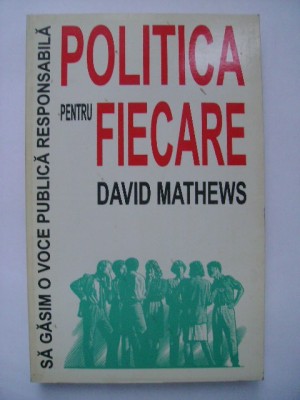 SĂ GĂSIM O VOCE PUBLICĂ RESPONSABILĂ
POLITICA
PENTRU
FIECARE
DAVID MATHEWS